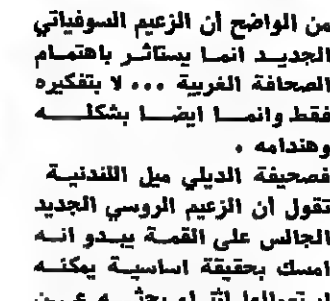 من الواضح أن الزعيم السوفياتي
الجديد انما يستأثر باهتمام
الصحافة الغربية ... لا بتفكيره
فقط وانما ايضا بشكله
وهندامه .
فصحيفة الديلي ميل اللندنية
تقول أن الزعيم الروسي الجديد
الجالس على القمة يبدو انه
امسك بحقيقة اساسية يمكنه